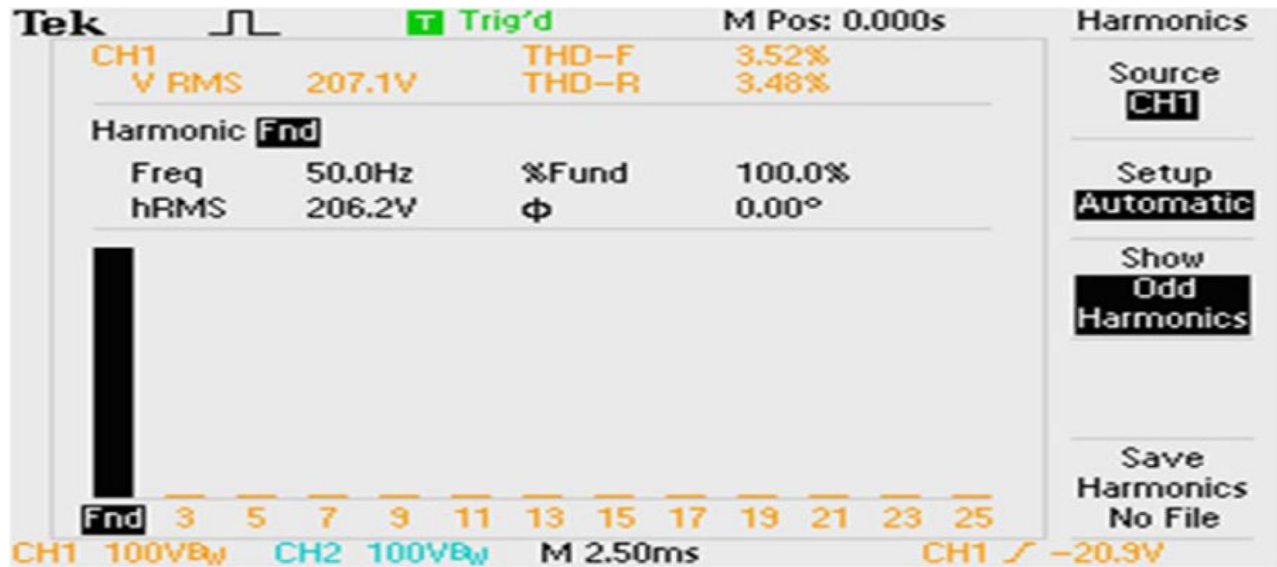 Tek T Trig'd M Pos: 0.000s Harmonics
CH1 THD-F 3.52%
V RMS 207.1V THD-R 3.48%
Source
CH1
Harmonic Fnd
Freq 50.0Hz %Fund 100.0%
hRMS 206.2V Φ 0.00°
Setup
Automatic
Show
Odd
Harmonics
Save
Harmonics
No File
Fnd 3 5 7 9 11 13 15 17 19 21 23 25
CH1 100VBW CH2 100VBW M 2.50ms CH1 -20.9V